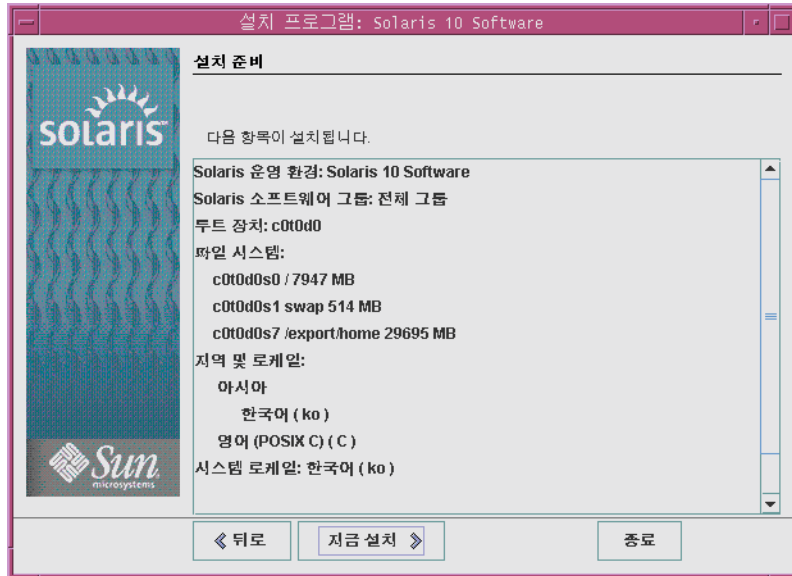 설치 프로그램: Solaris 10 Software
설치 준비
solaris
다음 항목이 설치됩니다.
Solaris 운영 환경: Solaris 10 Software
Solaris 소프트웨어 그룹: 전체 그룹
루트 장치: c0t0d0
파일 시스템:
c0t0d0s0 / 7947 MB
c0t0d0s1 swap 514 MB
c0t0d0s7 /export/home 29695 MB
지역 및 로케일:
아시아
한국어 ( ko )
영어 (POSIX C) ( C )
시스템 로케일: 한국어 ( ko )
Sun
microsystems
뒤로
지금 설치
종료